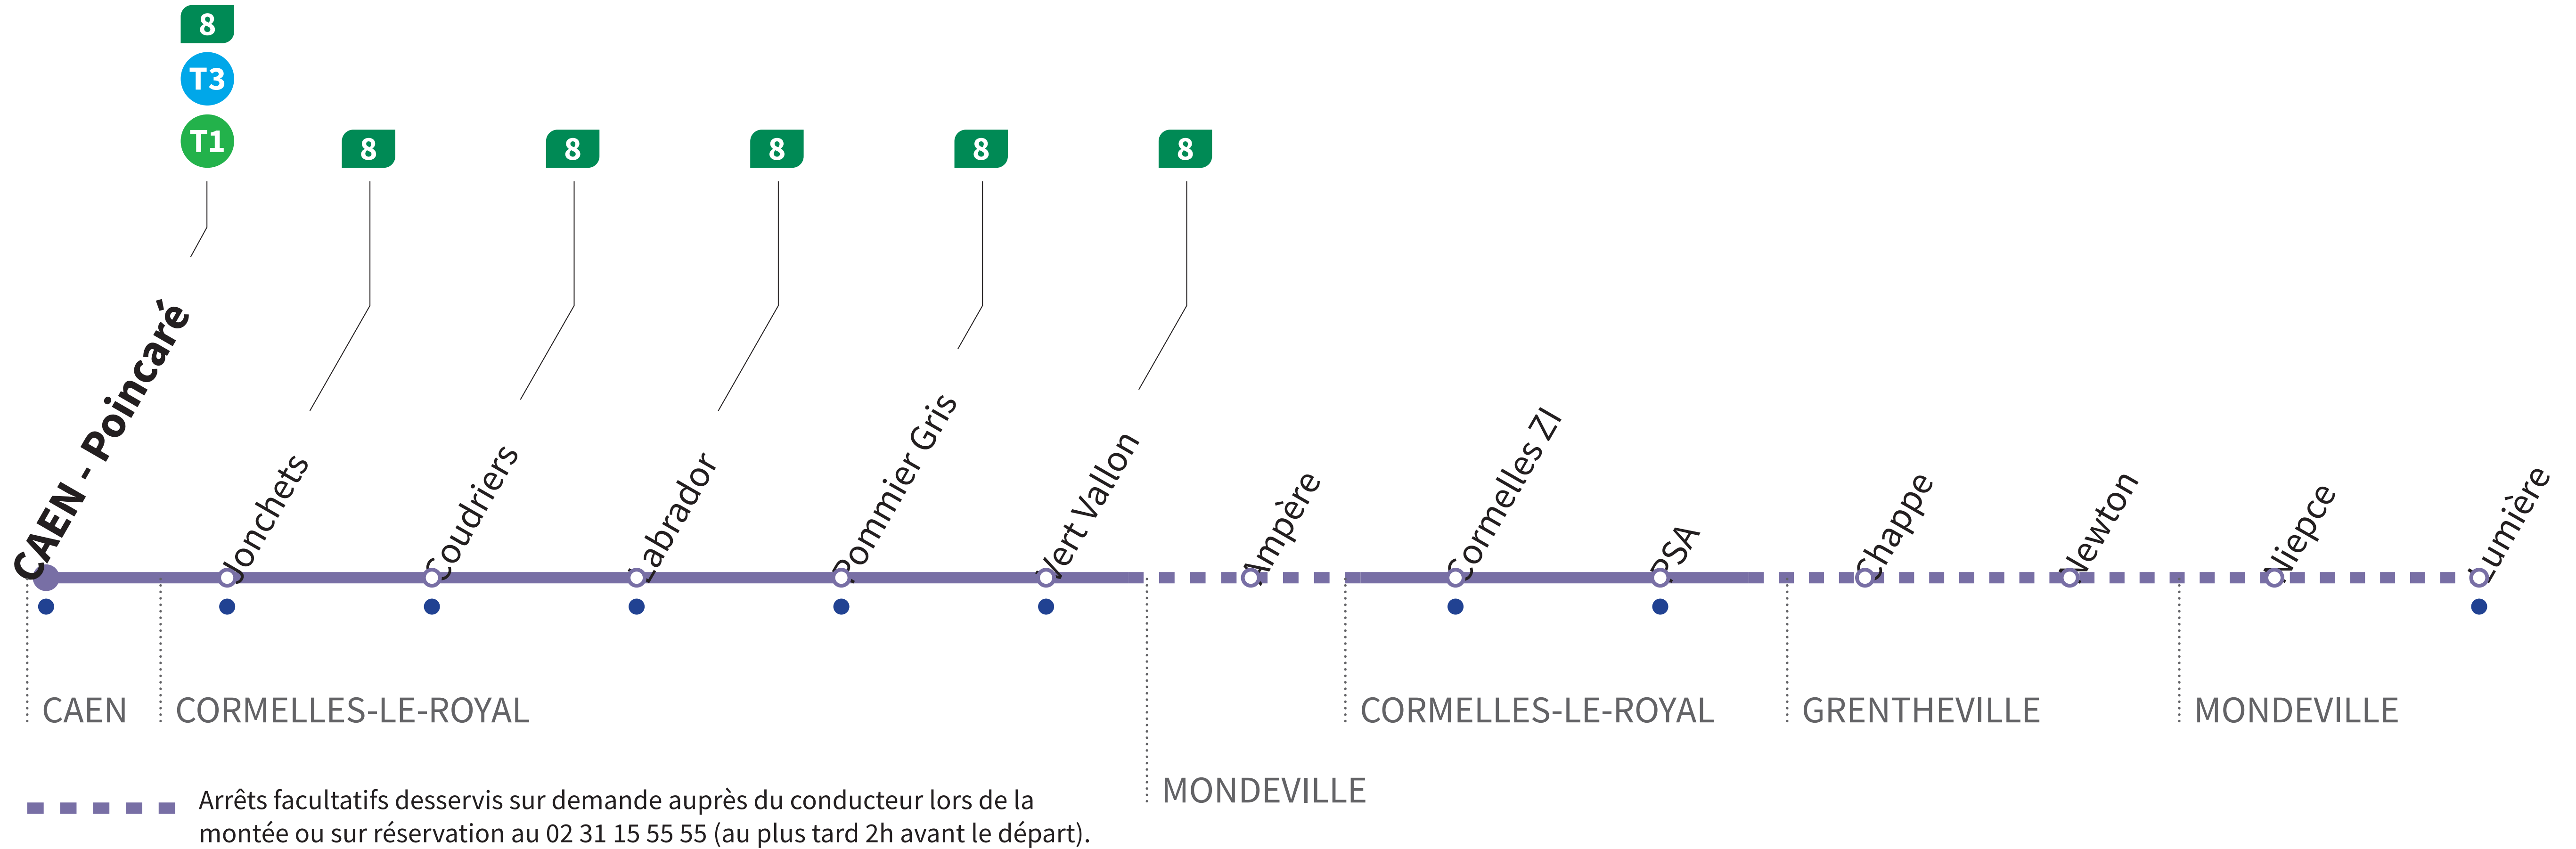 8
T3
T1
8
8
8
8
8
CAEN - Poincaré
Jonchets
Coudriers
Labrador
Pommier Gris
Vert Vallon
Ampère
Cormelles ZI
PSA
Chappe
Newton
Niepce
Lumière
CAEN
CORMELLES-LE-ROYAL
MONDEVILLE
CORMELLES-LE-ROYAL
GRENTHEVILLE
MONDEVILLE
Arrêts facultatifs desservis sur demande auprès du conducteur lors de la
montée ou sur réservation au 02 31 15 55 55 (au plus tard 2h avant le départ).